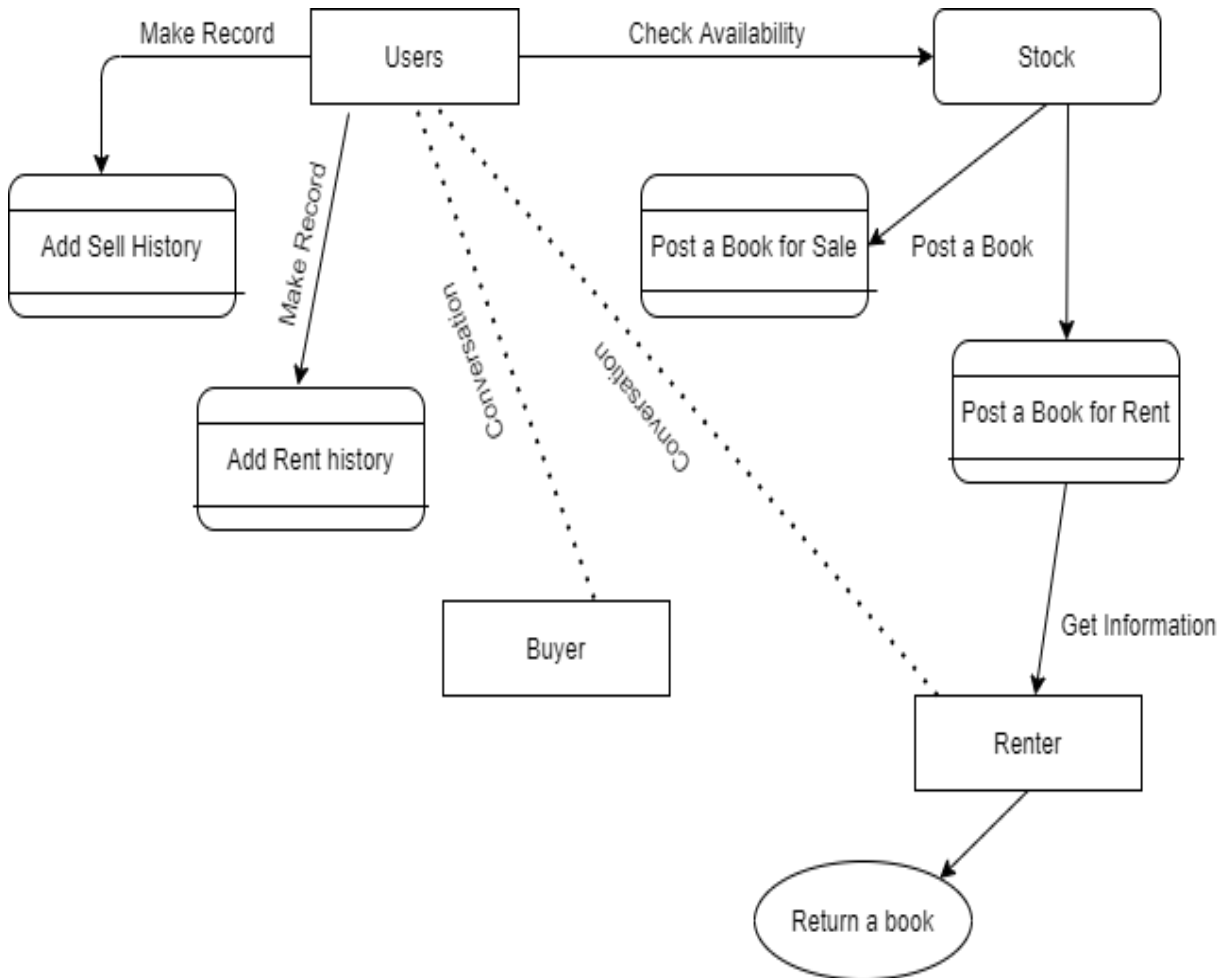 Make Record
Users
Check Availability
Stock
Make Record
Add Sell History
Post a Book for Sale
Post a Book
Conversation
Conversation
Post a Book for Rent
Add Rent history
Get Information
Buyer
Renter
Return a book